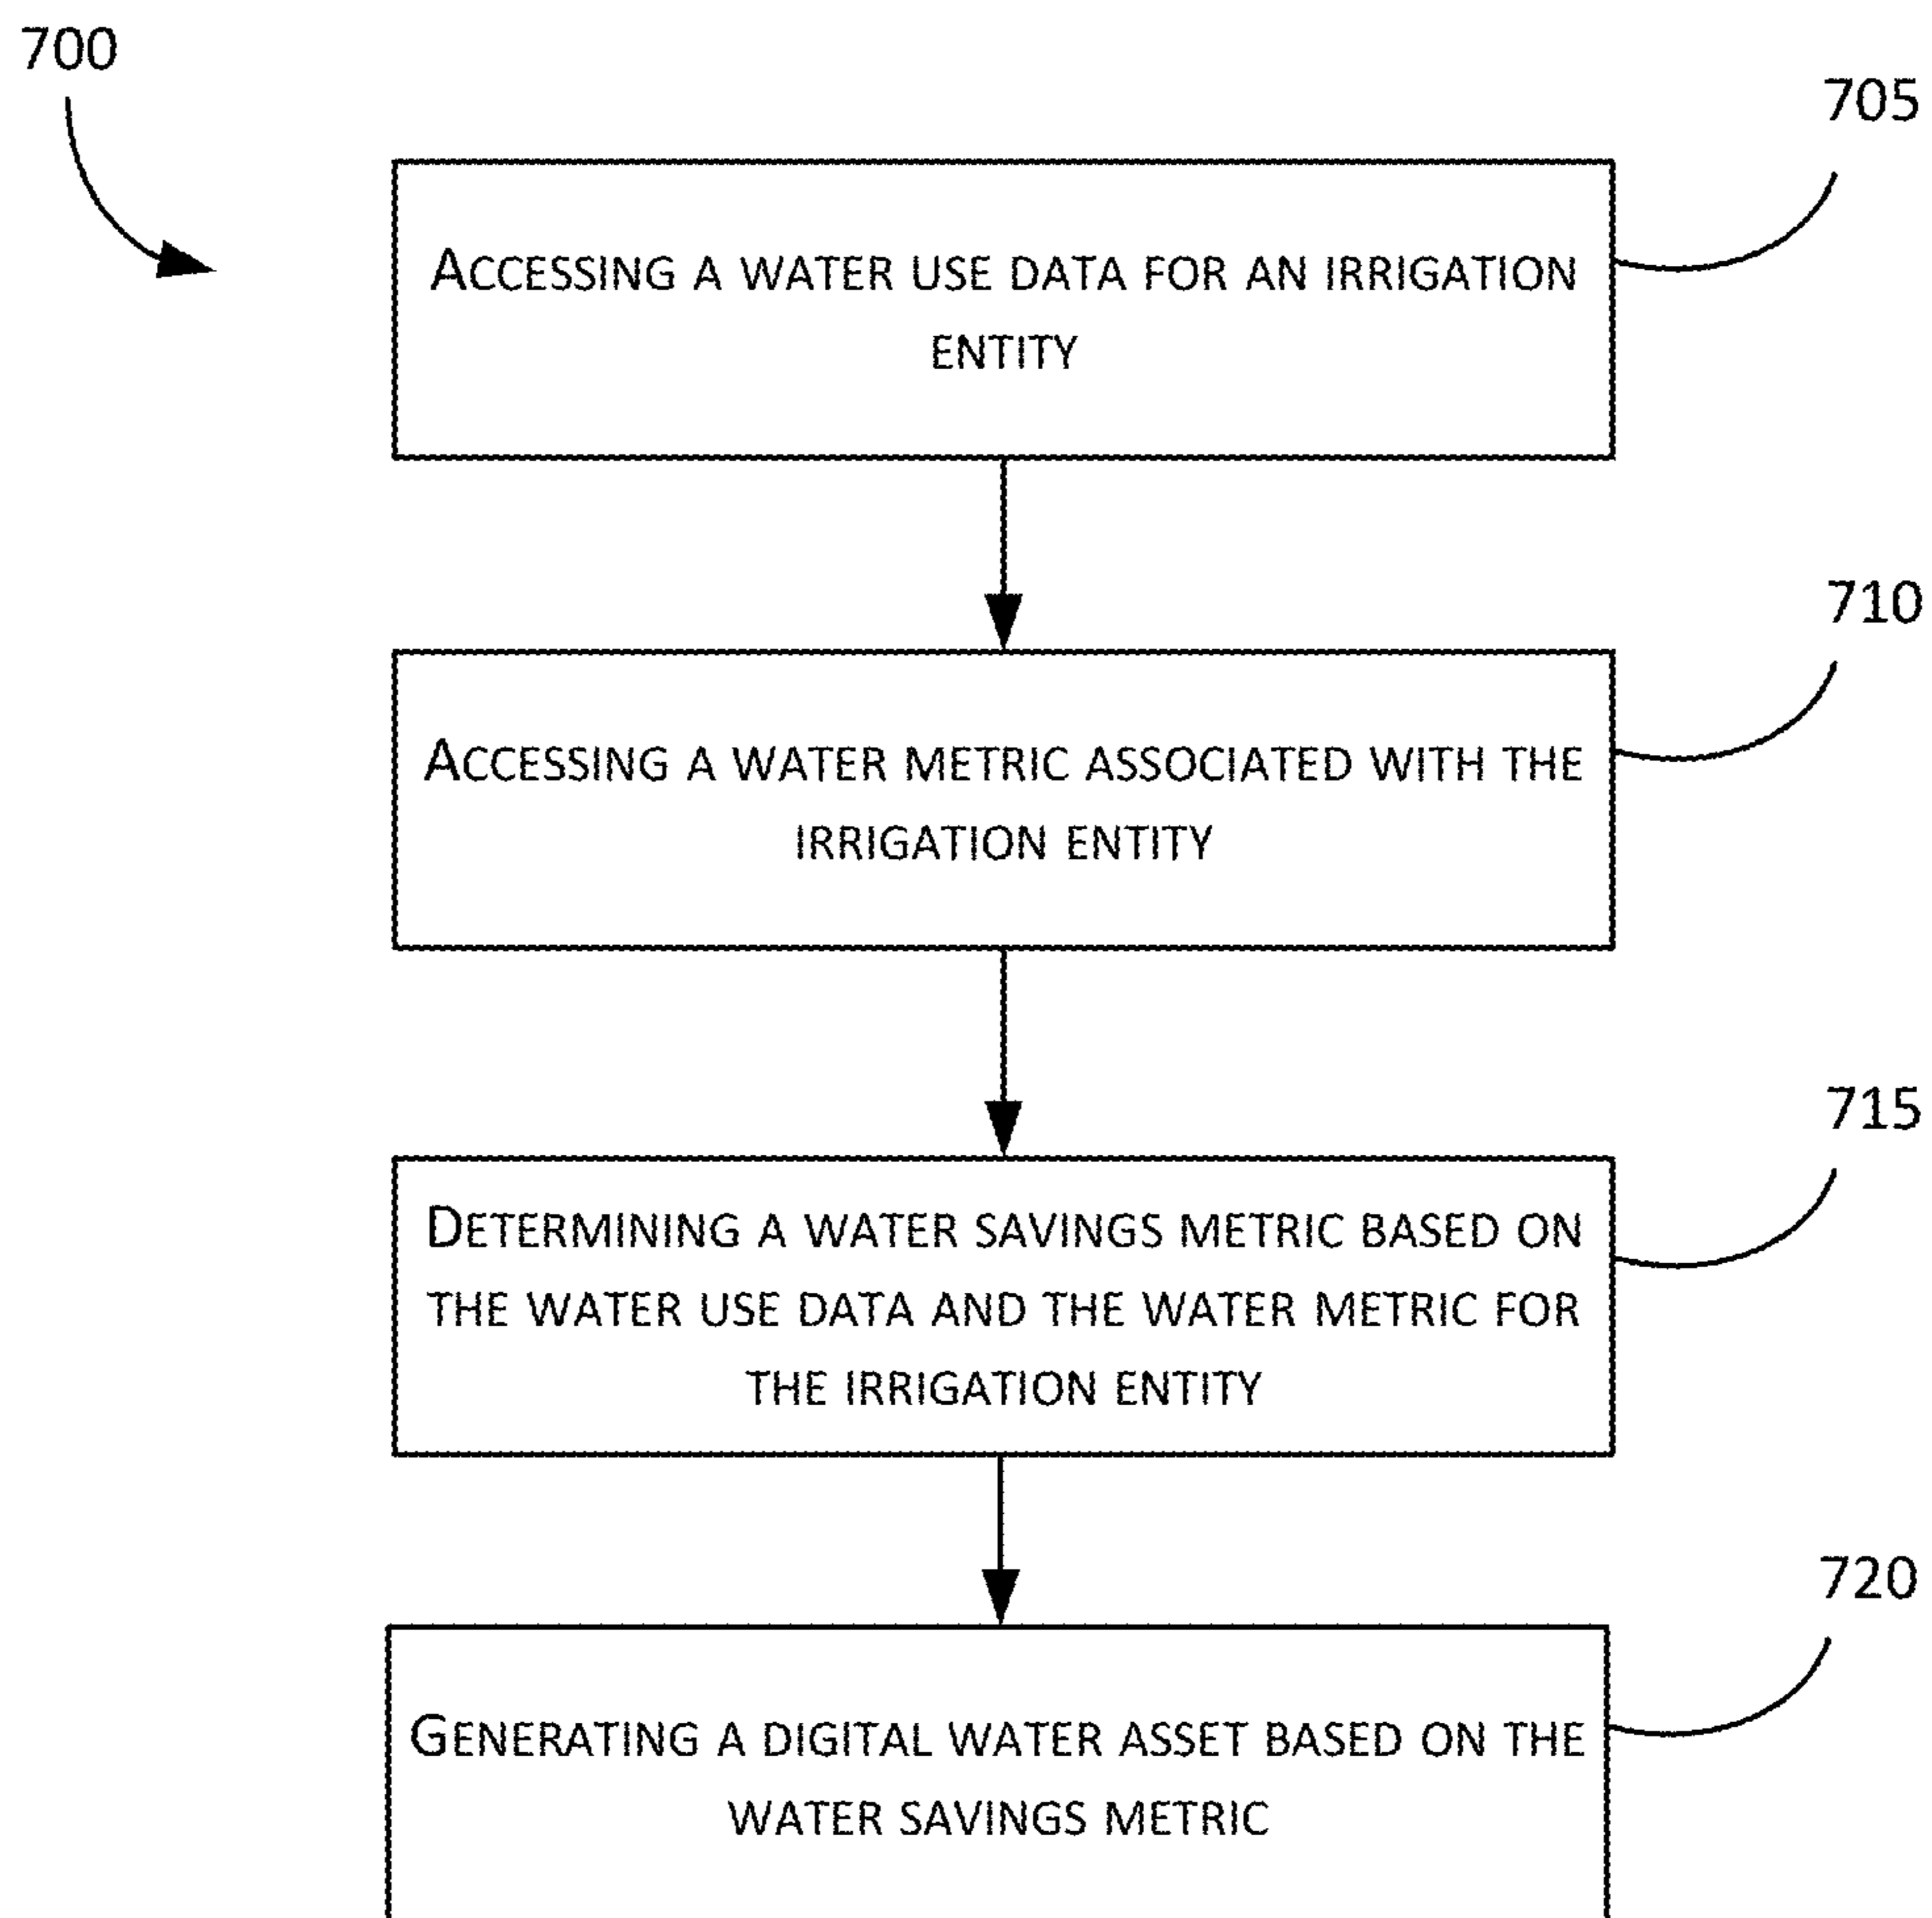 700
705
ACCESSING A WATER USE DATA FOR AN IRRIGATION
ENTITY
710
ACCESSING A WATER METRIC ASSOCIATED WITH THE
IRRIGATION ENTITY
715
DETERMINING A WATER SAVINGS METRIC BASED ON
THE WATER USE DATA AND THE WATER METRIC FOR
THE IRRIGATION ENTITY
720
GENERATING A DIGITAL WATER ASSET BASED ON THE
WATER SAVINGS METRIC